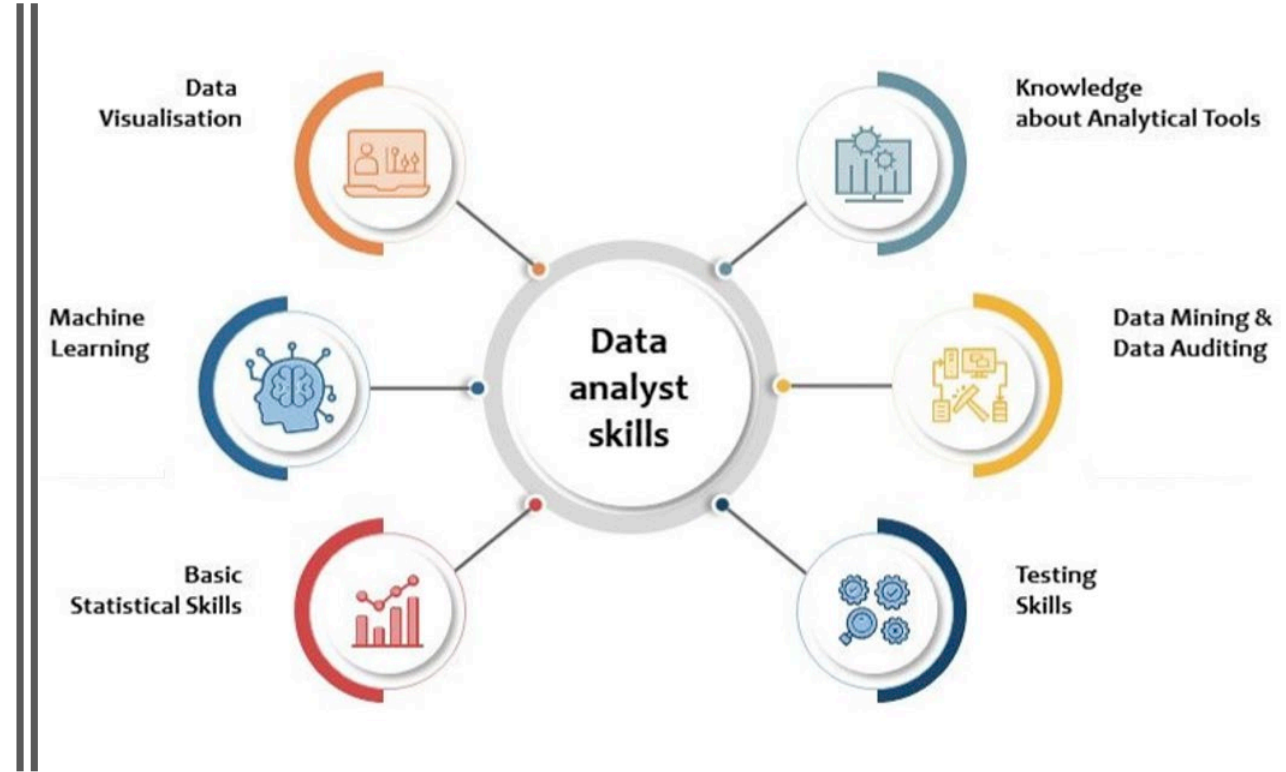 Data
Visualisation
Knowledge
about Analytical Tools
Machine
Learning
Data
analyst
skills
Data Mining &
Data Auditing
Basic
Statistical Skills
Testing
Skills